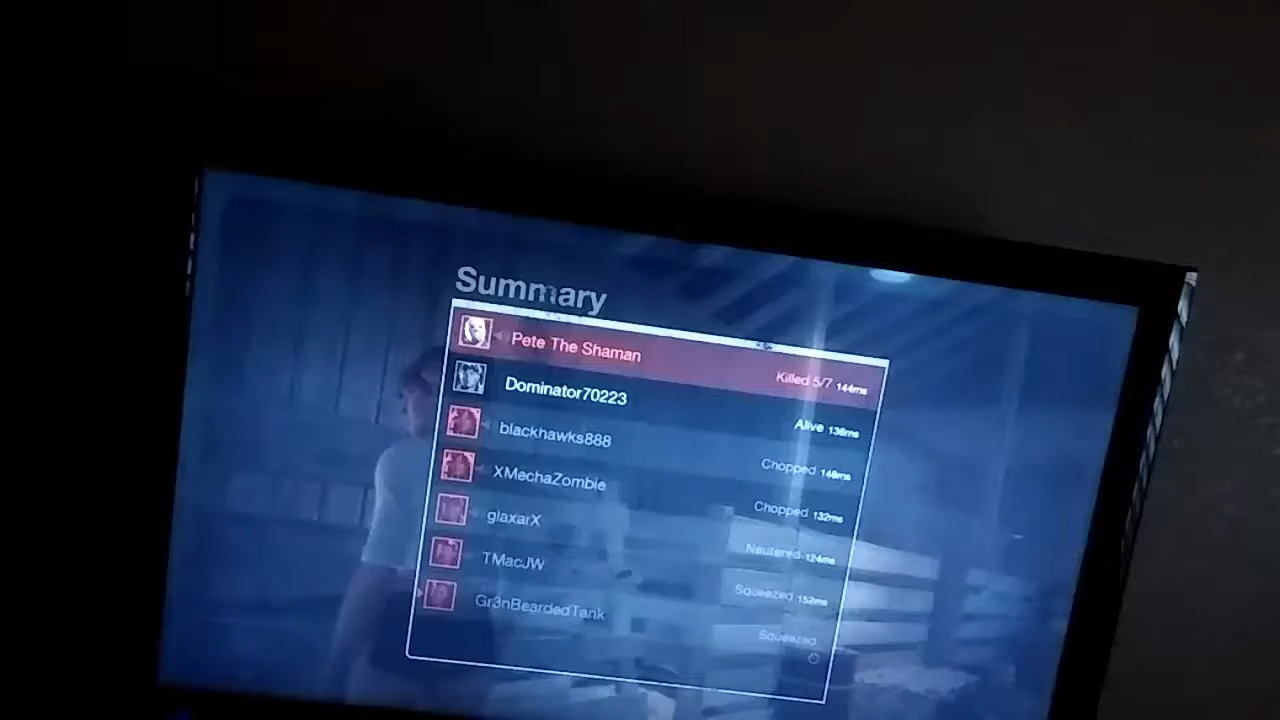 Summary
Pete The Shaman Killed 5/7 144ms
Dominator70223 Alive 136ms
blackhawks888 Chopped 148ms
XMechaZombie Chopped 132ms
glaxarX Neutered 124ms
TMacJW Squeezed 152ms
Gr3nBeardedTank Squeezed